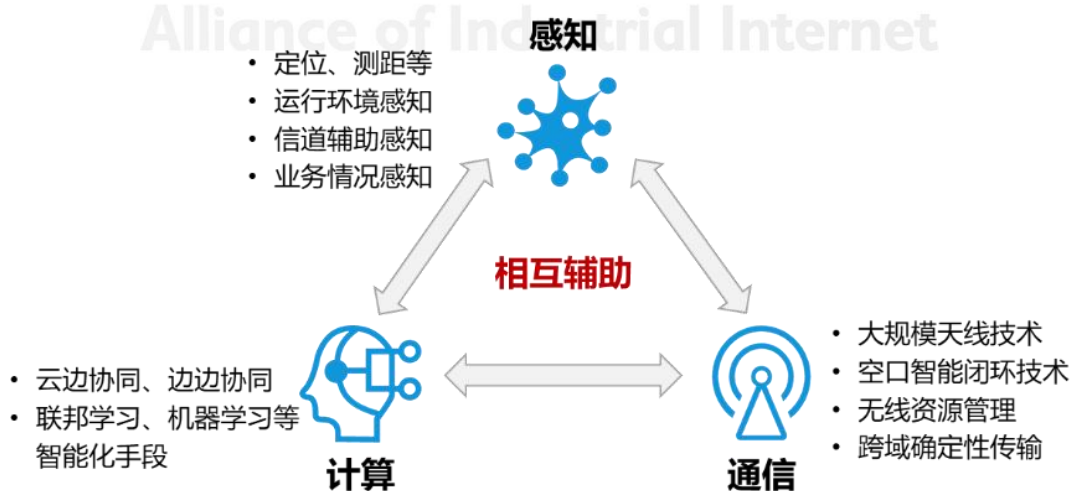 Alliance of Industrial Internet
感知
• 定位、测距等
• 运行环境感知
• 信道辅助感知
• 业务情况感知
相互辅助
• 云边协同、边边协同
• 联邦学习、机器学习等
智能化手段
计算
• 大规模天线技术
• 空口智能闭环技术
• 无线资源管理
• 跨域确定性传输
通信